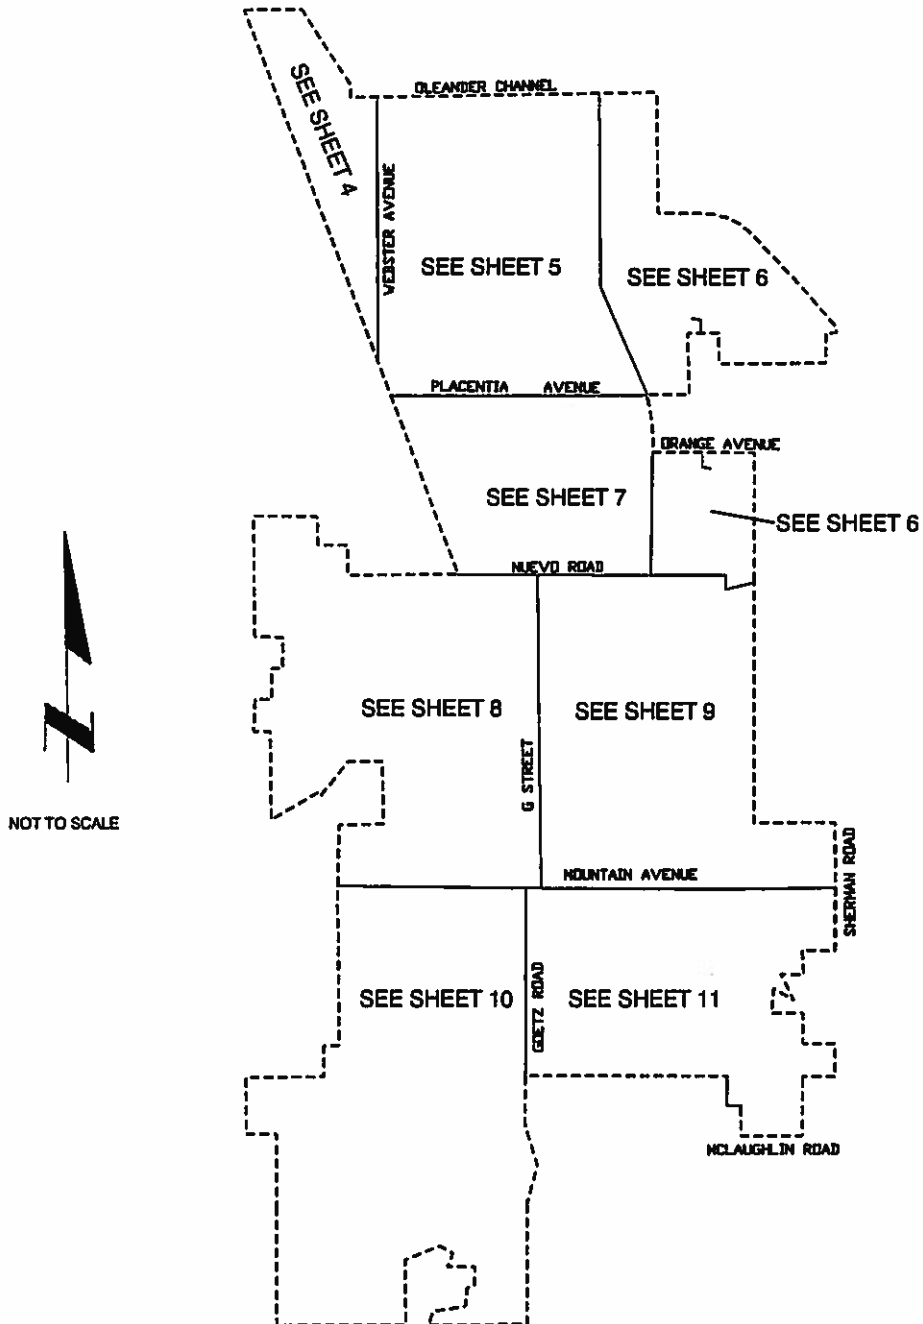 OLEANDER CHANNEL
SEE SHEET 4
WEBSTER AVENUE
SEE SHEET 5
SEE SHEET 6
PLACENTIA AVENUE
ORANGE AVENUE
SEE SHEET 7
SEE SHEET 6
NUEVO ROAD
SEE SHEET 8
SEE SHEET 9
G STREET
NOT TO SCALE
MOUNTAIN AVENUE
SHERMAN ROAD
SEE SHEET 10
GOETZ ROAD
SEE SHEET 11
MCLAUGHLIN ROAD
Z